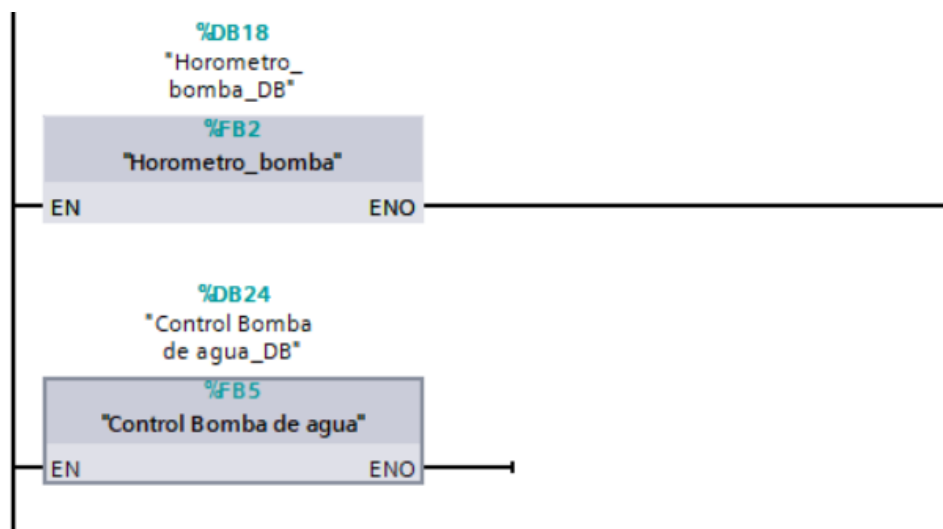 %DB18
"Horometro_
bomba_DB"
%FB2
"Horometro_bomba"
EN ENO
%DB24
"Control Bomba
de agua_DB"
%FB5
"Control Bomba de agua"
EN ENO